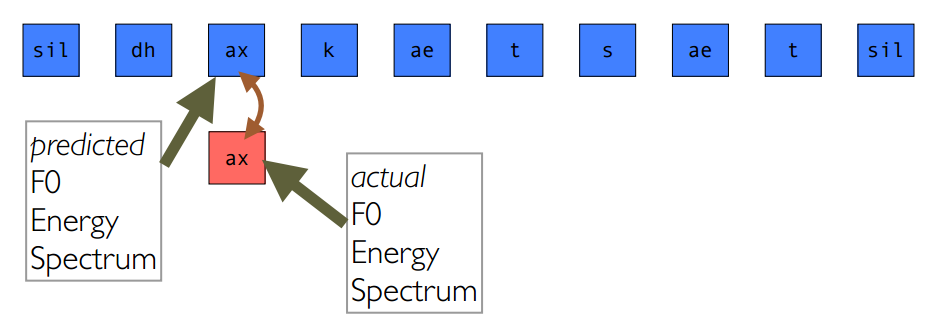 sil dh ax k ae t s ae t sil
predicted
F0
Energy
Spectrum
ax
actual
F0
Energy
Spectrum